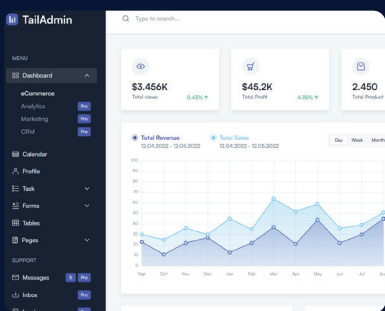 TailAdmin
Type to search...
MENU
Dashboard
eCommerce
Analytics Pro
Marketing Pro
CRM Pro
Calendar
Profile
Task
Forms
Tables
Pages
SUPPORT
Messages 5 Pro
Inbox Pro
$3.456K
Total views 0.43%
$45,2K
Total Profit 4.35%
2.450
Total Product
Total Revenue
12.04.2022 - 12.05.2022
Total Sales
12.04.2022 - 12.05.2022
Day Week Month
100
90
80
70
60
50
40
30
20
10
0
Sep Oct Nov Dec Jan Feb Mar Apr May Jun Jul Aug